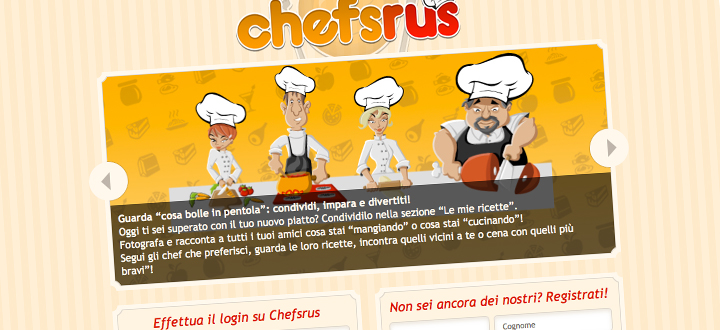 chefsrus
Guarda “cosa bolle in pentola”: condividi, impara e divertiti!
Oggi ti sei superato con il tuo nuovo piatto? Condividilo nella sezione “Le mie ricette”.
Fotografa e racconta a tutti i tuoi amici cosa stai “mangiando” o cosa stai “cucinando”!
Segui gli chef che preferisci, guarda le loro ricette, incontra quelli vicini a te o cena con quelli più
bravi”!
Effettua il login su Chefsrus
Non sei ancora dei nostri? Registrati!
Cognome